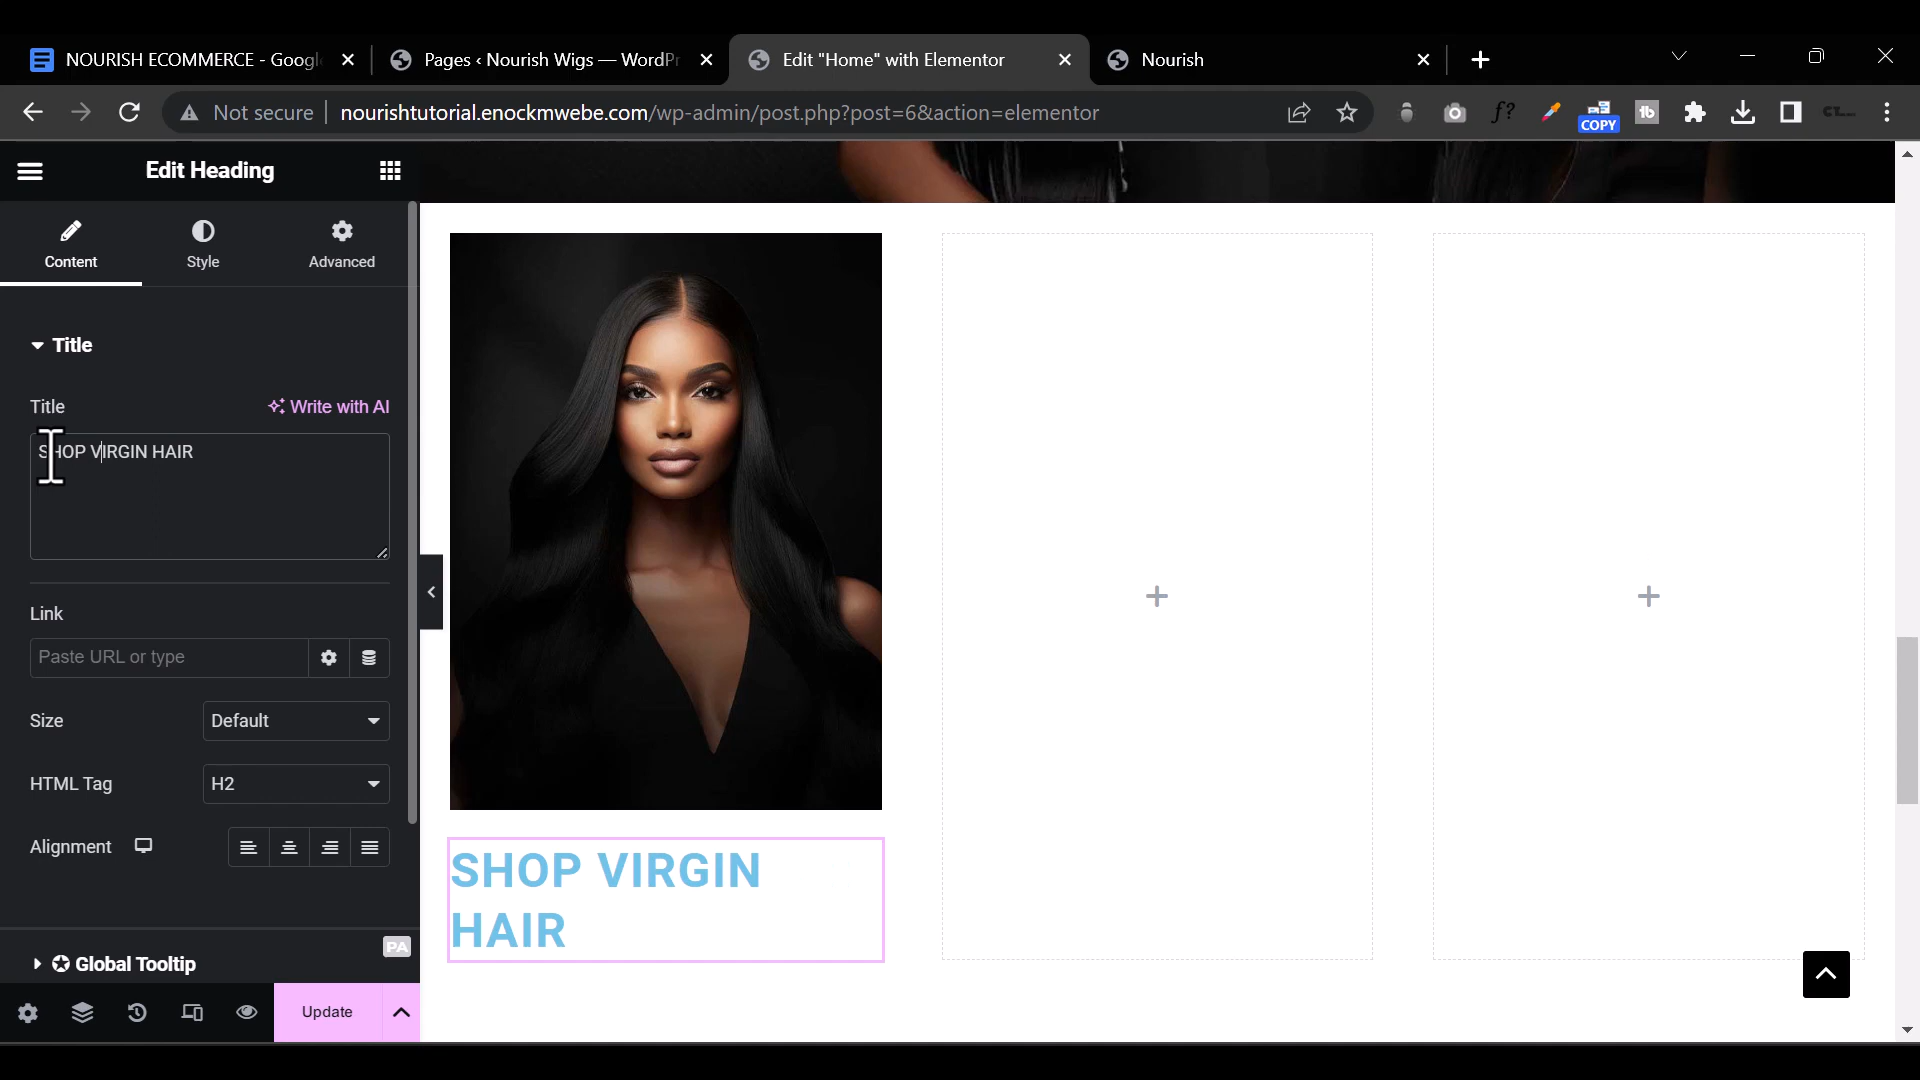 NOURISH ECOMMERCE - Googl
Pages ‹ Nourish Wigs — WordPr
Edit "Home" with Elementor
Nourish
Not secure
nourishtutorial.enockmwebe.com/wp-admin/post.php?post=6&action=elementor
f?
COPY
tb
Edit Heading
Content
Style
Advanced
Title
Title
Write with AI
SHOP VIRGIN HAIR
Link
Paste URL or type
Size
Default
HTML Tag
H2
Alignment
PA
Global Tooltip
Update
SHOP VIRGIN
HAIR